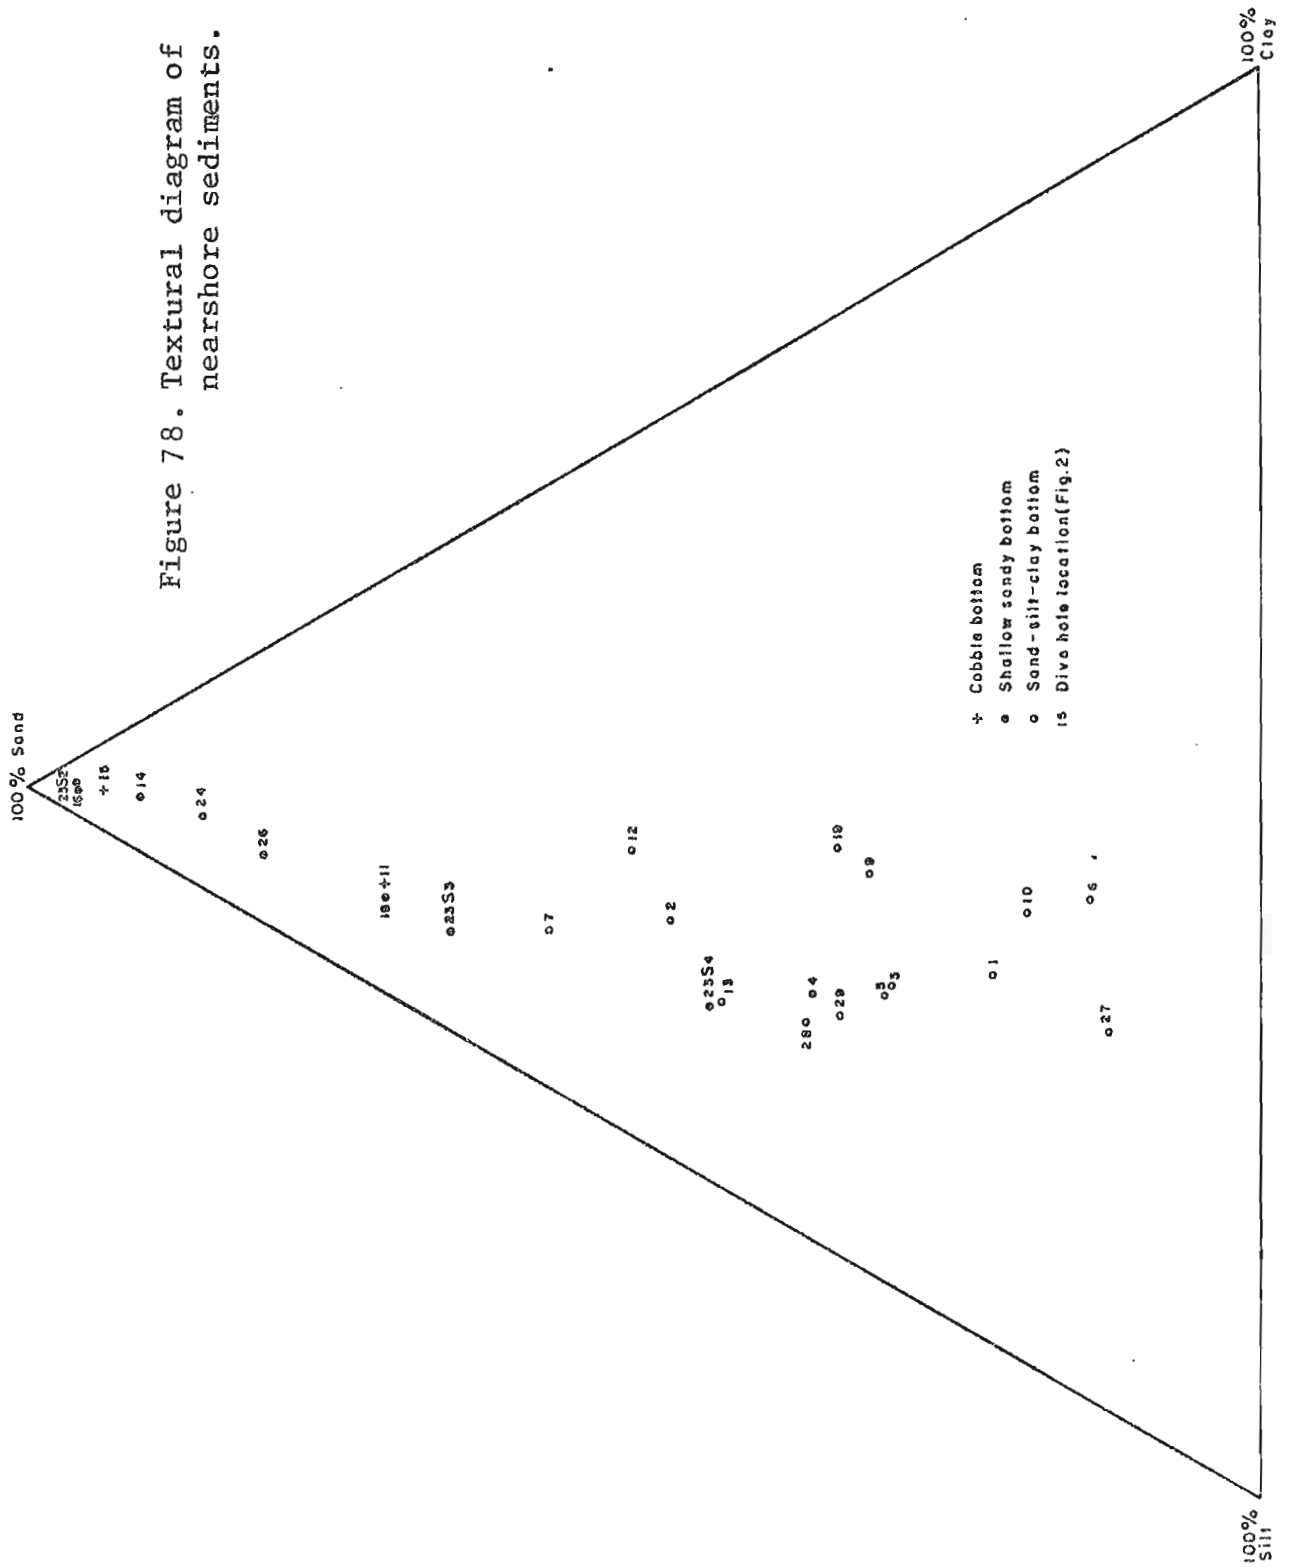 Figure 78. Textural diagram of
nearshore sediments.
100% Sand
23S2
16
÷ 15
14
24
26
18 ÷ 11
23S3
7
12
2
23S4
13
4
28
29
19
9
5
3
1
10
6
27
÷ Cobble bottom
Shallow sandy bottom
Sand-silt-clay bottom
15 Dive hole location (Fig.2)
100%
Silt
100%
Clay